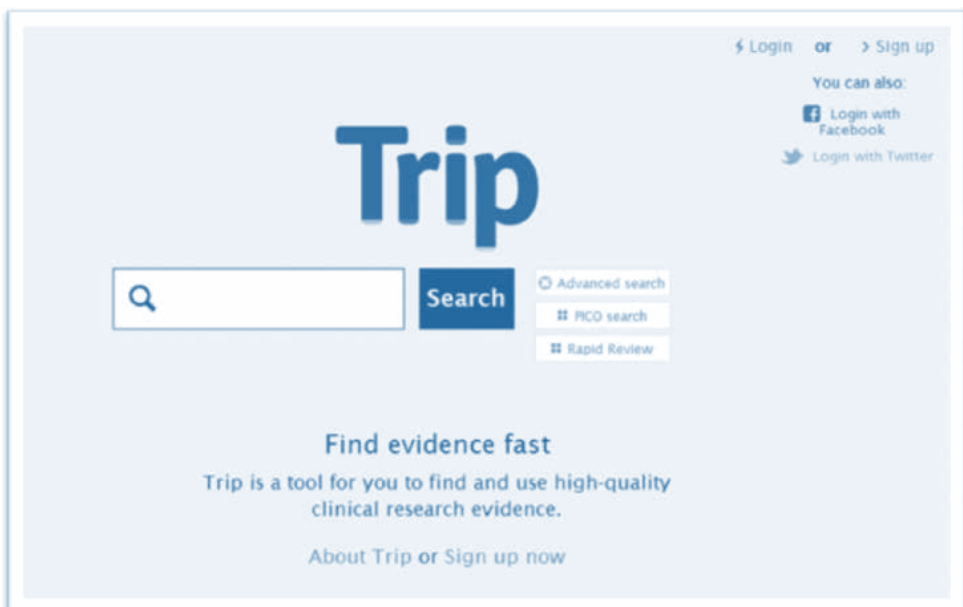 Login or Sign up
You can also:
Login with
Facebook
Login with Twitter
Trip
Search
Advanced search
PICO search
Rapid Review
Find evidence fast
Trip is a tool for you to find and use high-quality
clinical research evidence.
About Trip or Sign up now